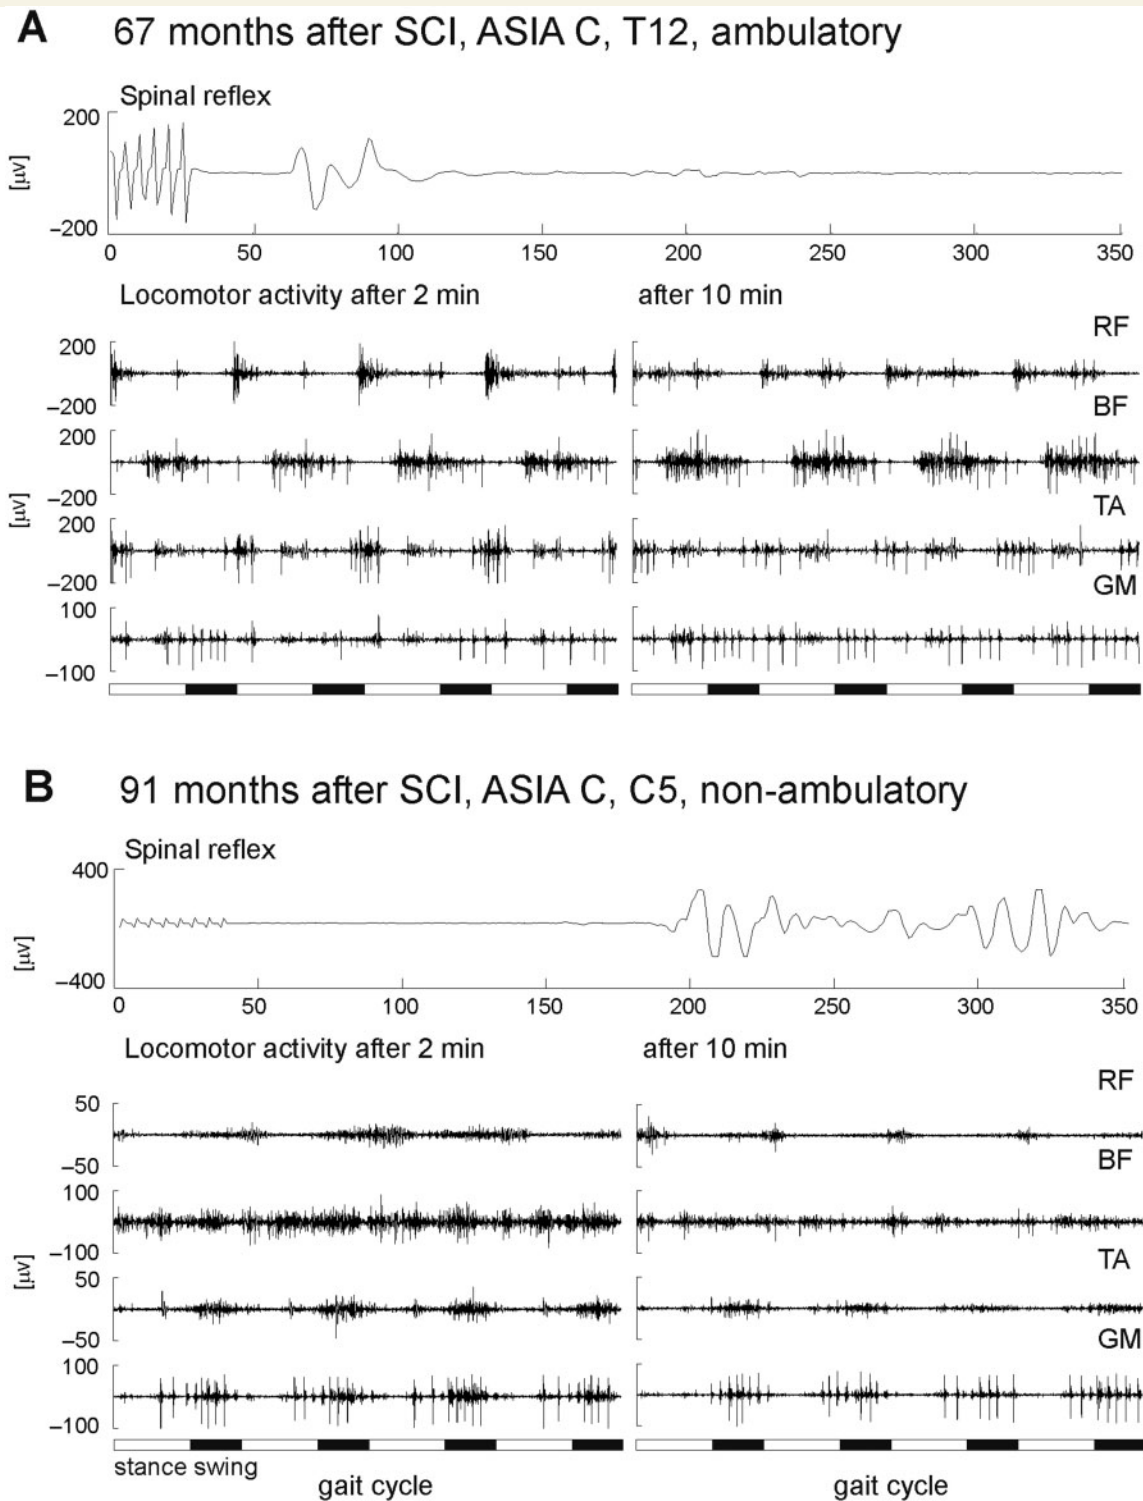 A 67 months after SCI, ASIA C, T12, ambulatory
Spinal reflex
200
[µv]
–200
0 50 100 150 200 250 300 350
Locomotor activity after 2 min after 10 min
RF
200
–200
BF
200
–200
[µv]
TA
200
–200
GM
100
–100
B 91 months after SCI, ASIA C, C5, non-ambulatory
Spinal reflex
400
[µv]
–400
0 50 100 150 200 250 300 350
Locomotor activity after 2 min after 10 min
RF
50
–50
BF
100
–100
[µv]
TA
50
–50
GM
100
–100
stance swing
gait cycle gait cycle